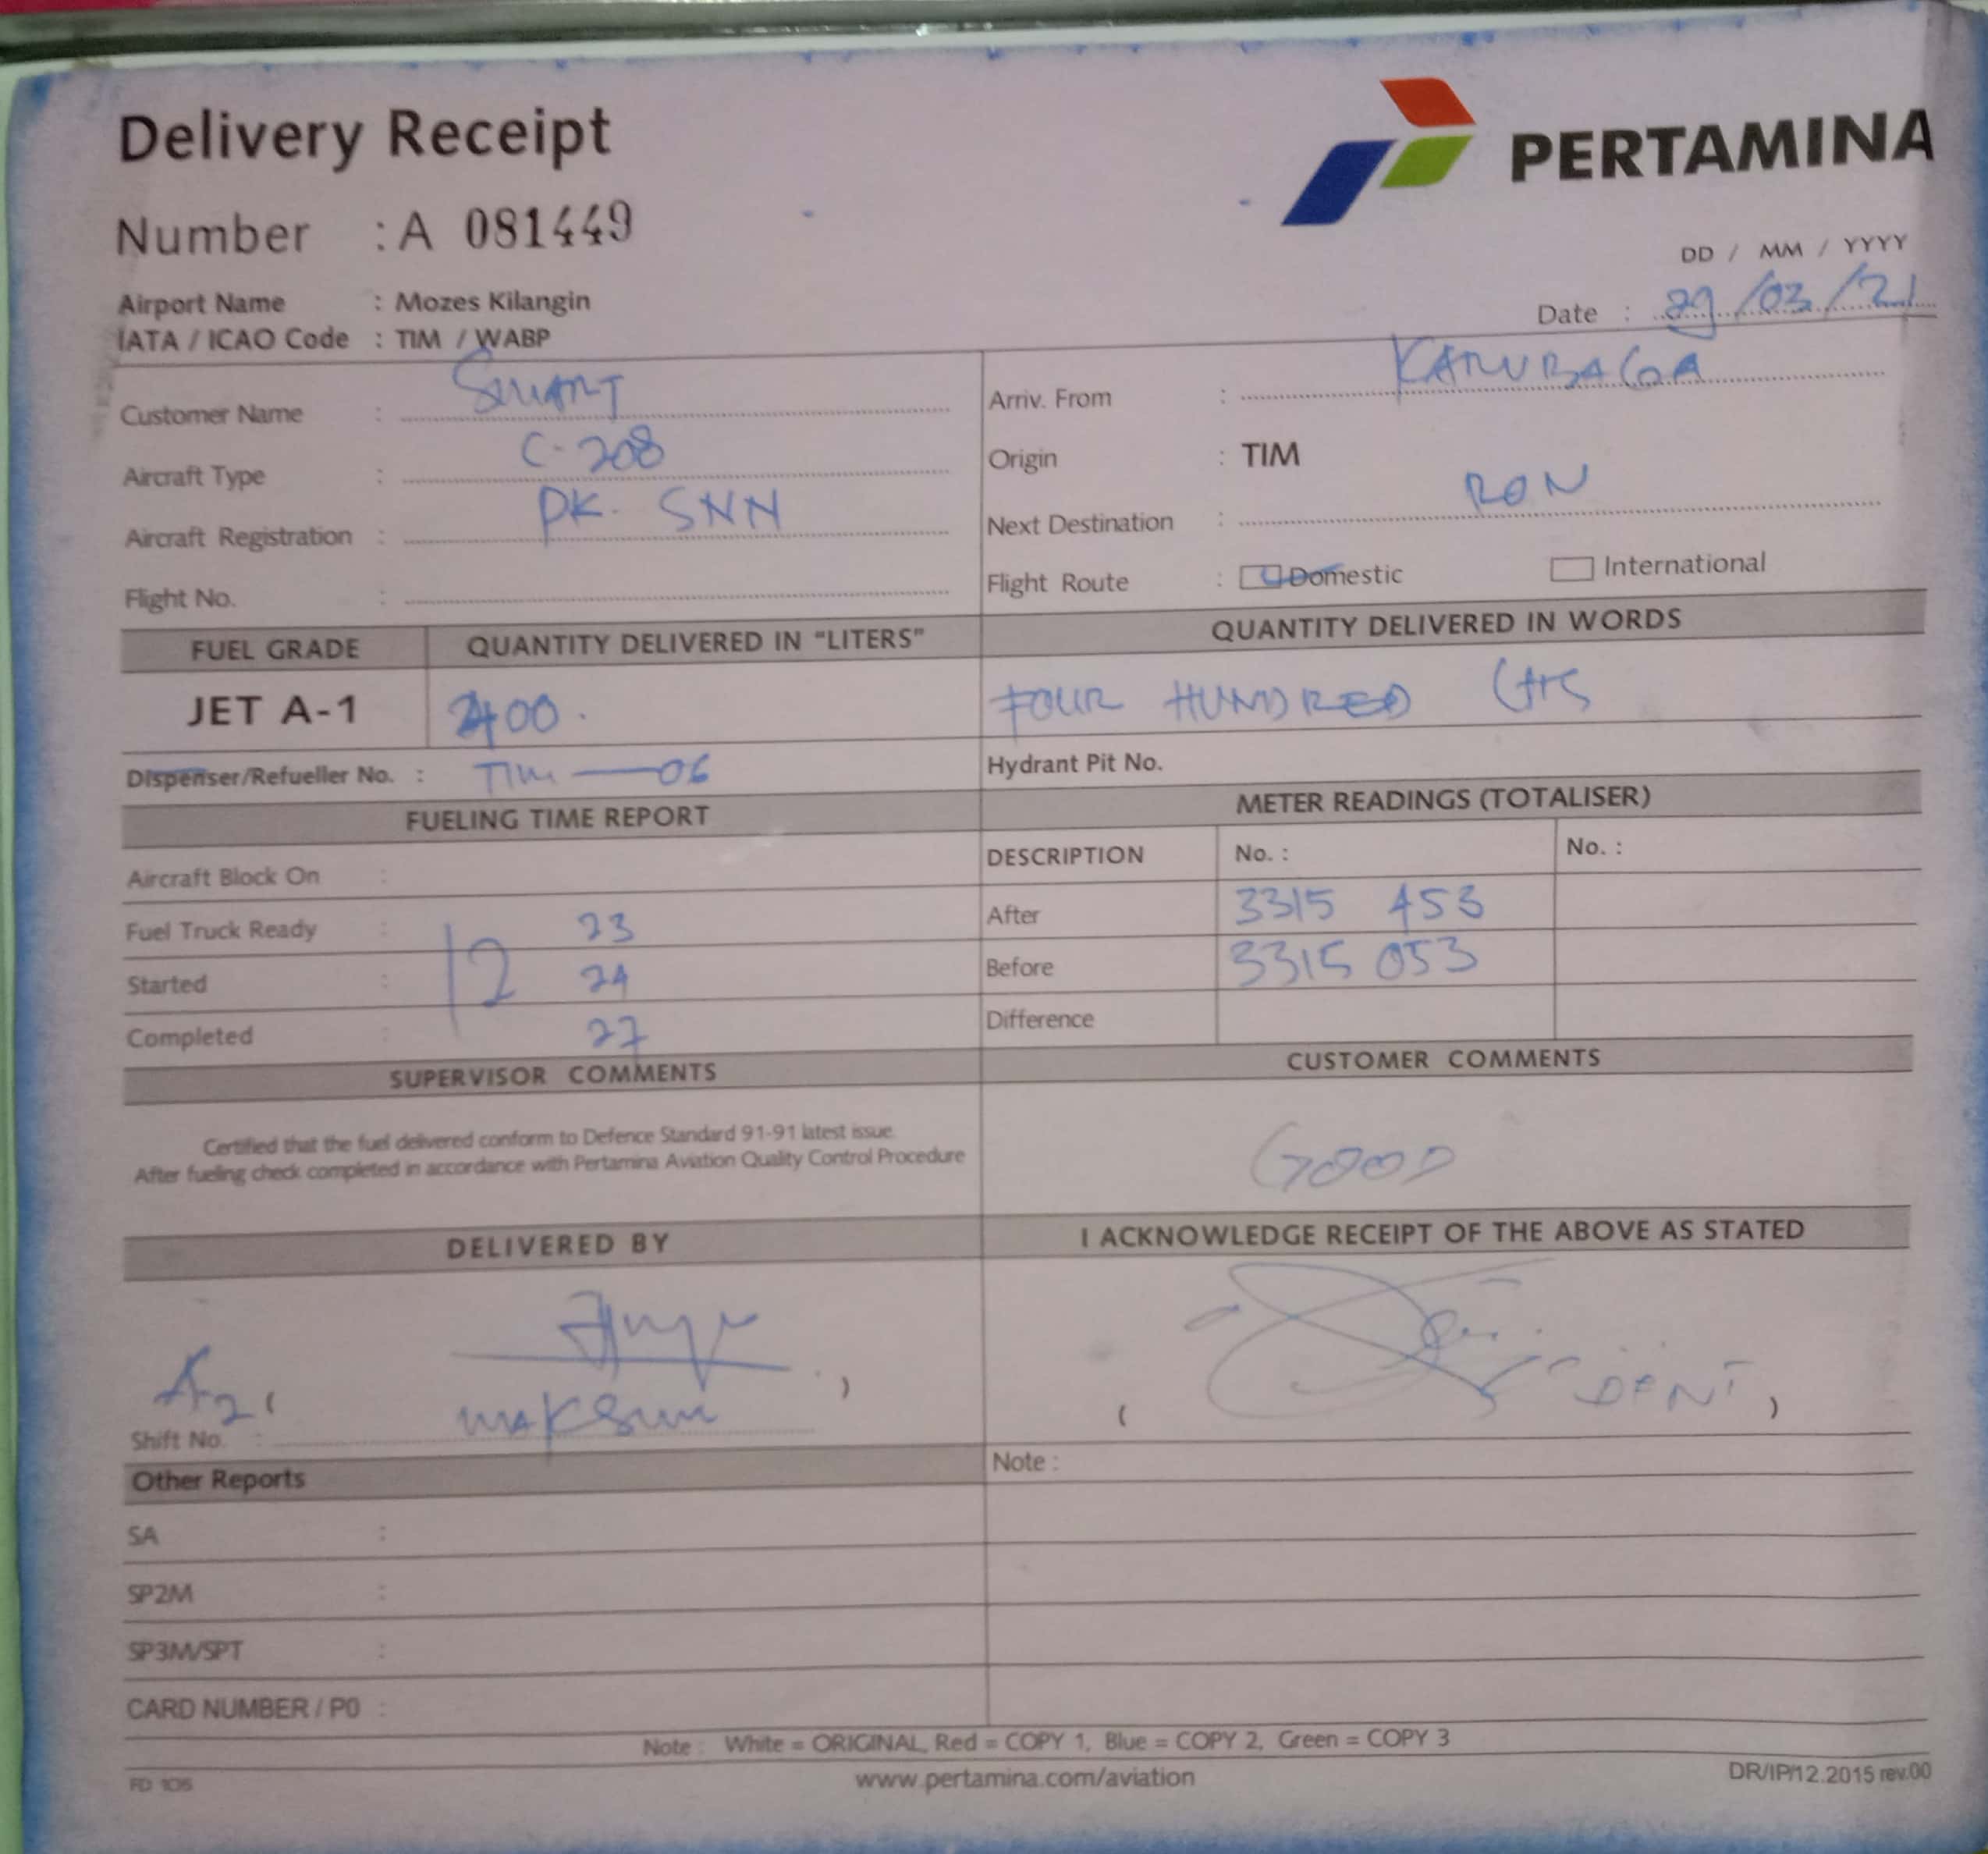 Delivery Receipt
PERTAMINA
Number : A 081449
DD / MM / YYYY
Airport Name : Mozes Kilangin
Date : 29/03/21
IATA / ICAO Code : TIM / WABP
Customer Name : SMART
Arriv. From : KARUBAGA
Aircraft Type : C-208
Origin : TIM
Aircraft Registration : PK. SNN
Next Destination : RON
Flight No. :
Flight Route : Domestic International
FUEL GRADE QUANTITY DELIVERED IN "LITERS" QUANTITY DELIVERED IN WORDS
JET A-1 400. FOUR HUNDRED Ltrs
Dispenser/Refueller No. : TIM — 06 Hydrant Pit No.
FUELING TIME REPORT METER READINGS (TOTALISER)
DESCRIPTION No. : No. :
Aircraft Block On :
After 3315 453
Fuel Truck Ready : 12 23
Before 3315 053
Started : 24
Difference
Completed : 27
SUPERVISOR COMMENTS CUSTOMER COMMENTS
Certified that the fuel delivered conform to Defence Standard 91-91 latest issue.
After fueling check completed in accordance with Pertamina Aviation Quality Control Procedure
GOOD
DELIVERED BY I ACKNOWLEDGE RECEIPT OF THE ABOVE AS STATED
A2 ( MAKSUM ) ( )
Shift No. :
Other Reports Note :
SA :
SP2M :
SP3M/SPT :
CARD NUMBER / P0 :
Note : White = ORIGINAL, Red = COPY 1, Blue = COPY 2, Green = COPY 3
FD 105 www.pertamina.com/aviation DR/IP/12.2015 rev.00